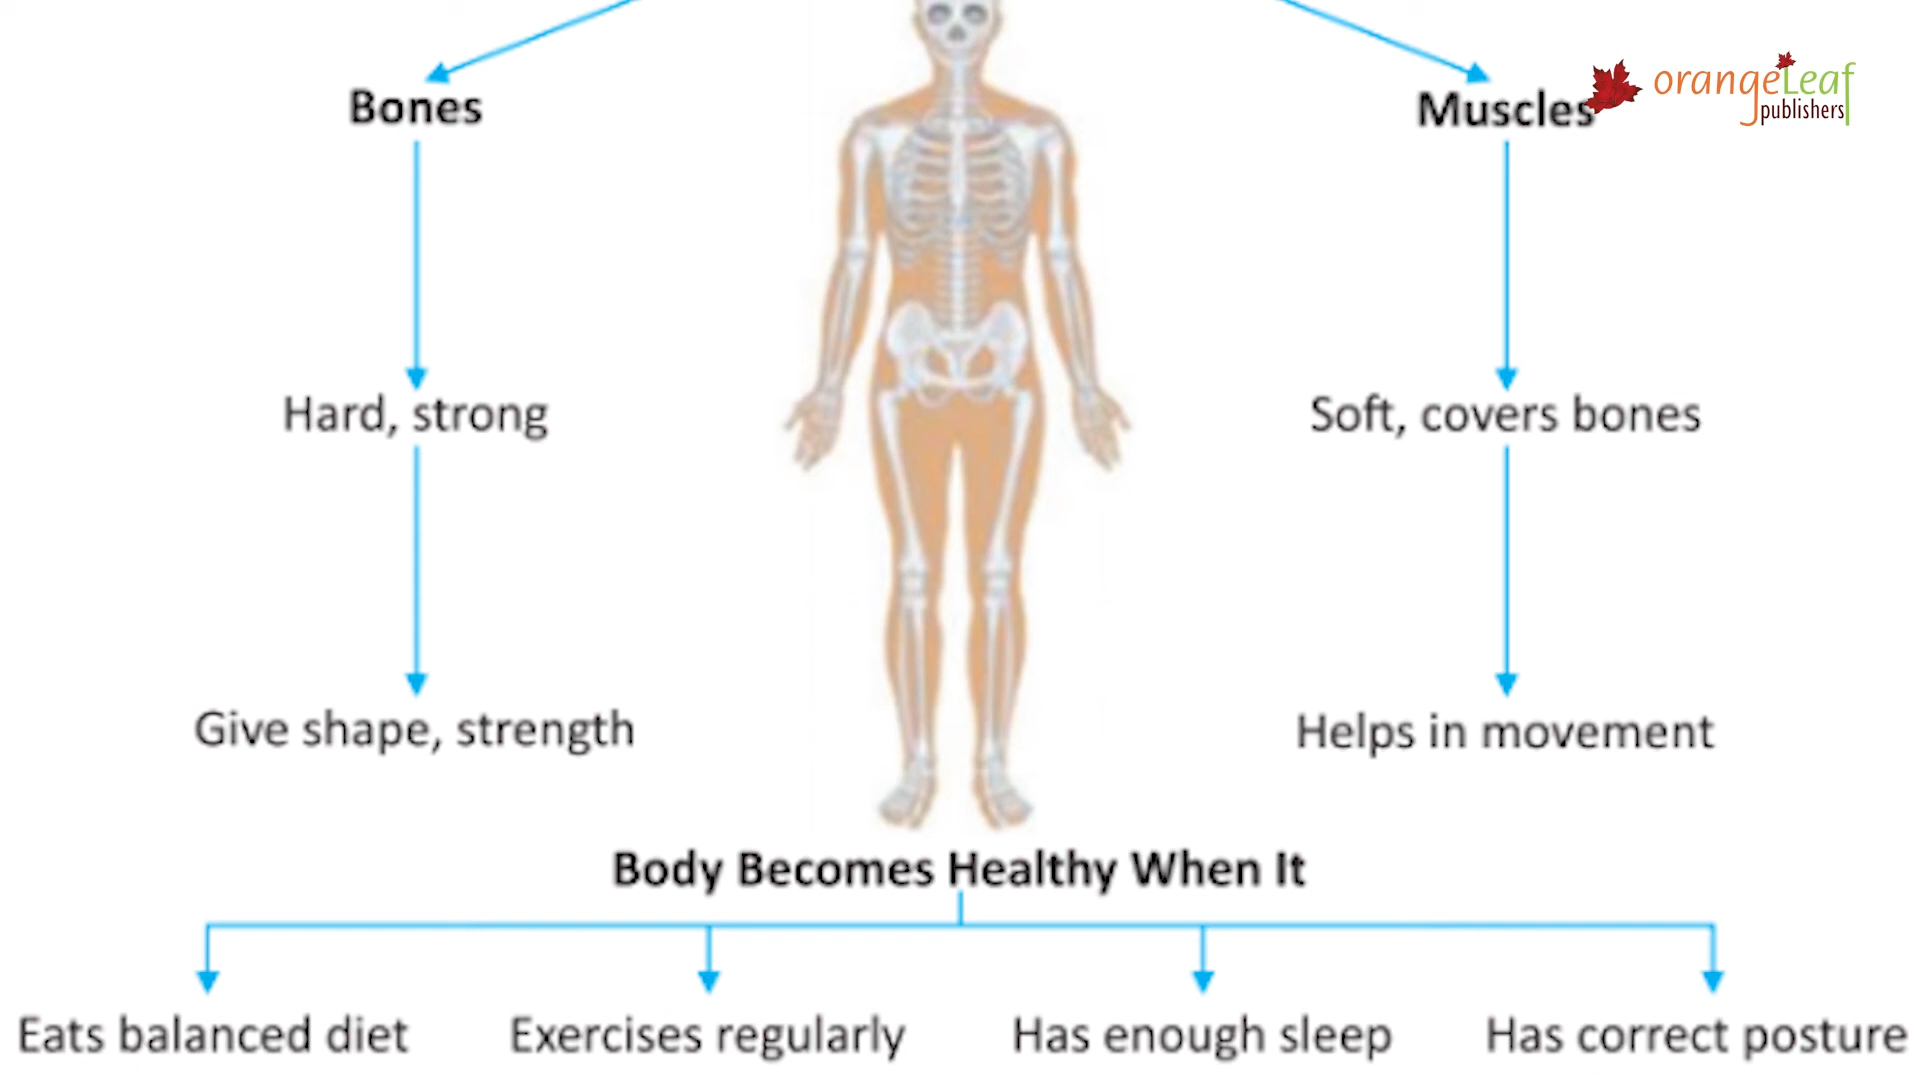 Bones
Muscles
orangeLeaf
publishers
Hard, strong
Soft, covers bones
Give shape, strength
Helps in movement
Body Becomes Healthy When It
Eats balanced diet
Exercises regularly
Has enough sleep
Has correct posture